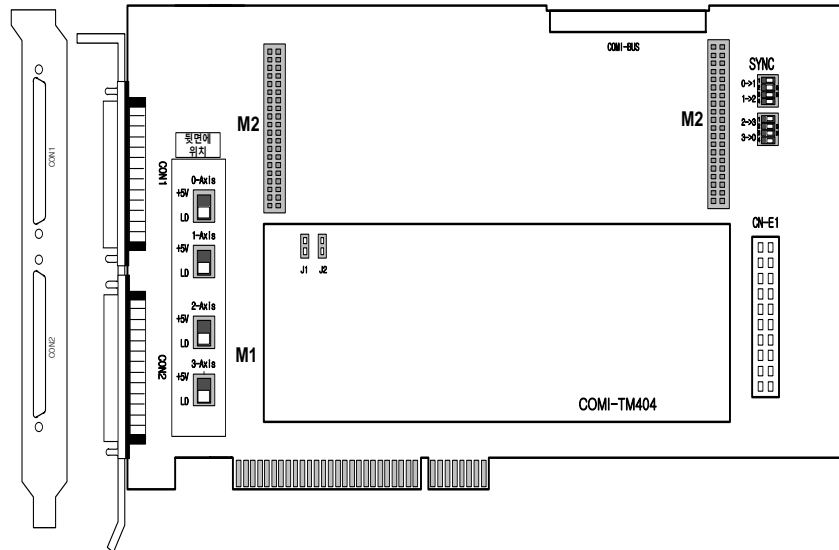 CON1
CON2
COMI-BUS
SYNC
0->1
1->2
2->3
3->0
M2
M2
뒷면에
위치
CON1
0-Axis
+5V
LD
1-Axis
+5V
LD
2-Axis
+5V
LD
3-Axis
+5V
LD
CON2
J1
J2
M1
COMI-TM404
CN-E1